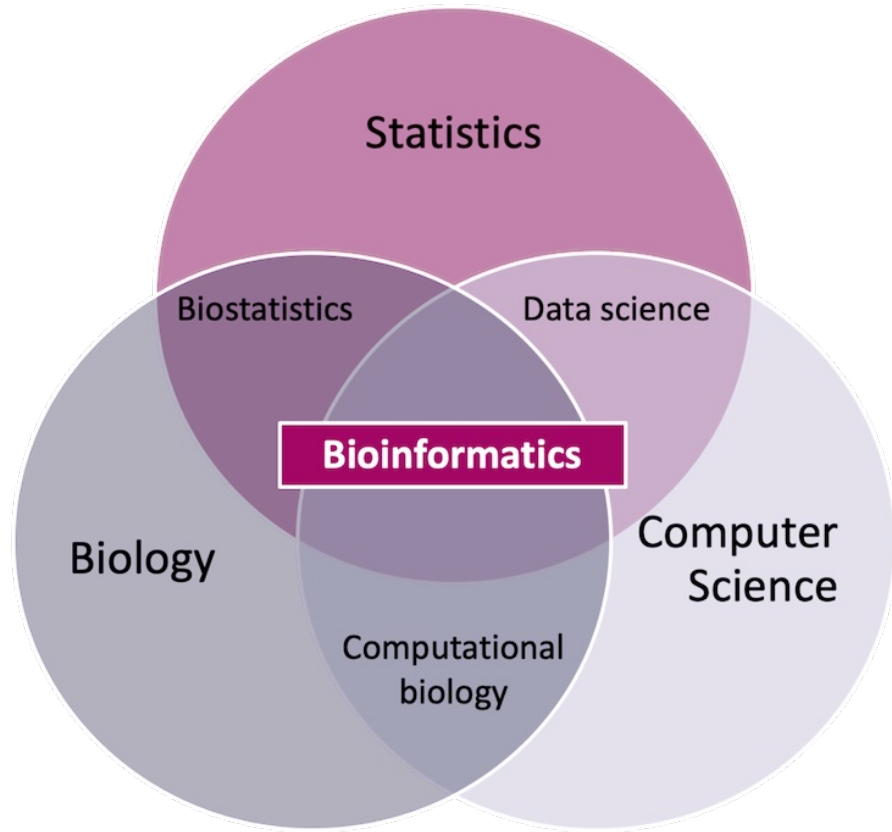 Statistics
Biostatistics
Data science
Bioinformatics
Biology
Computer
Science
Computational
biology